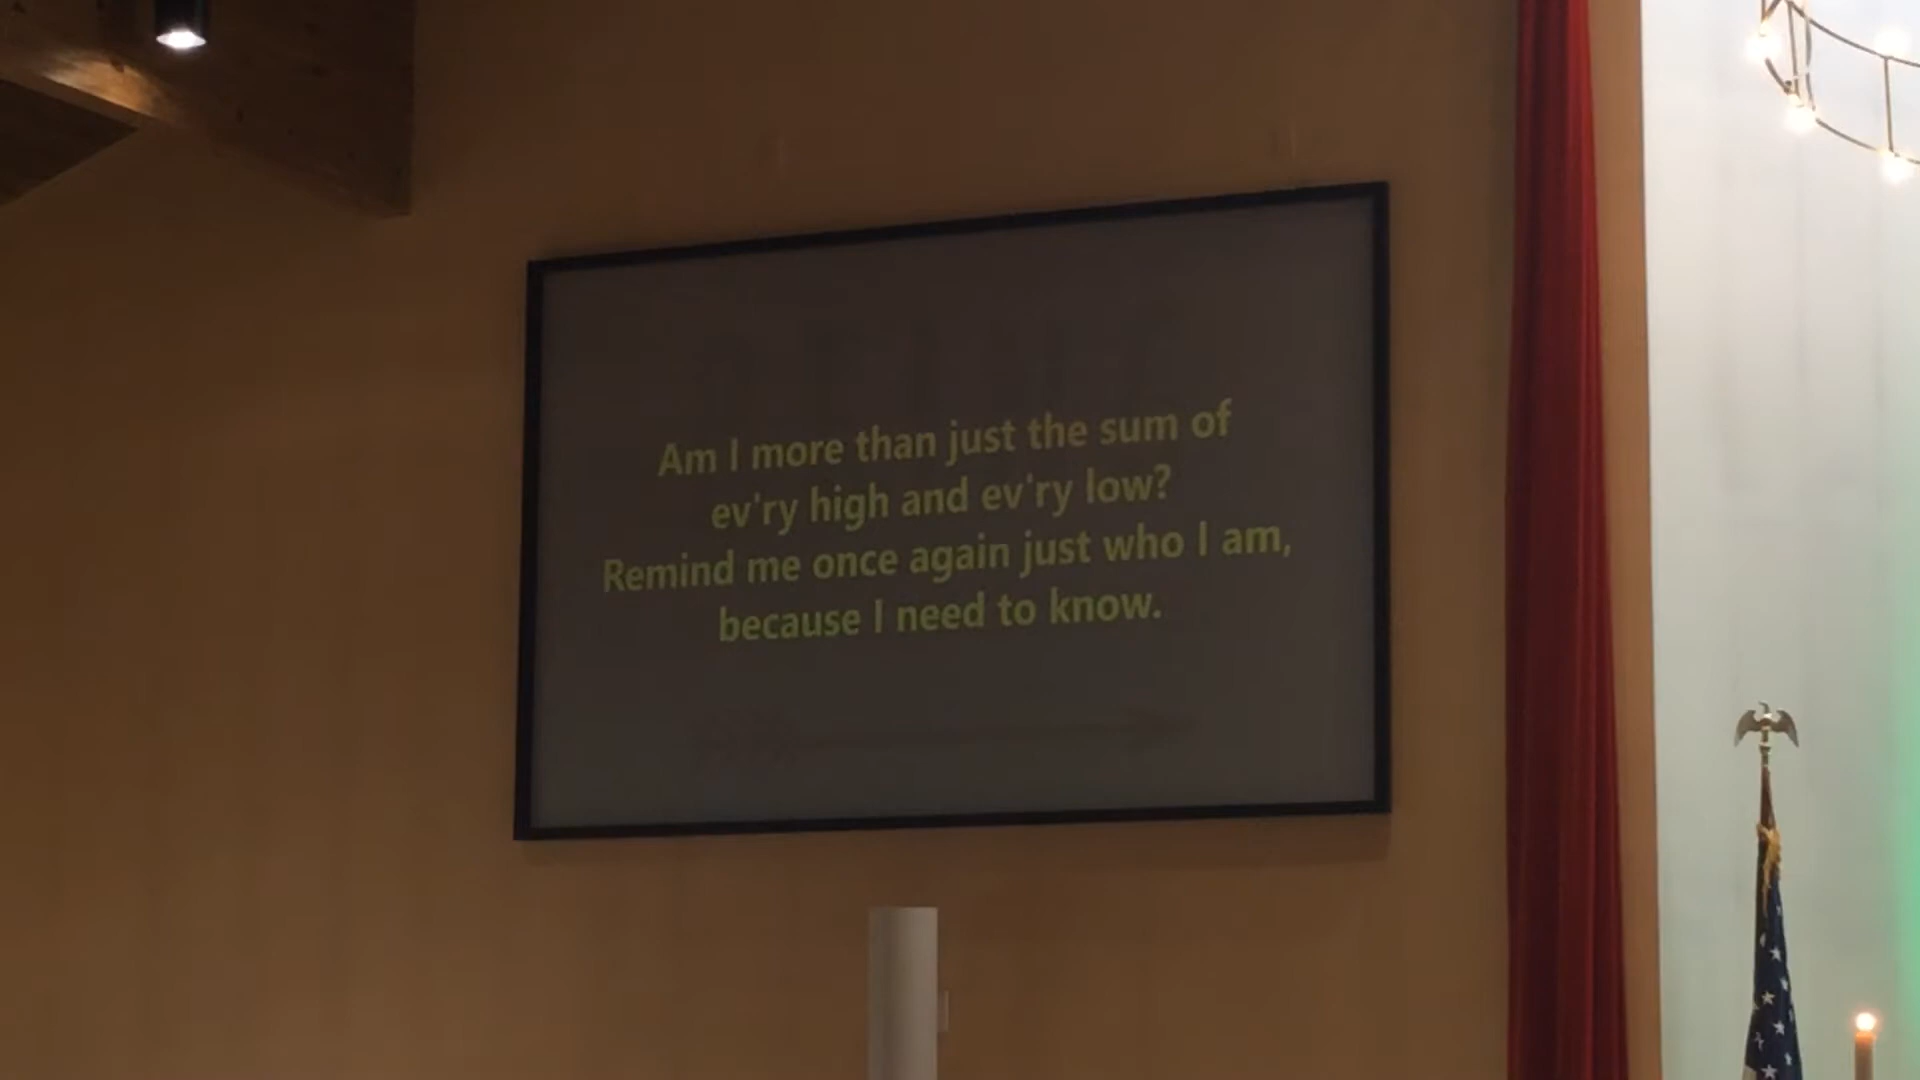 Am I more than just the sum of
ev'ry high and ev'ry low?
Remind me once again just who I am,
because I need to know.